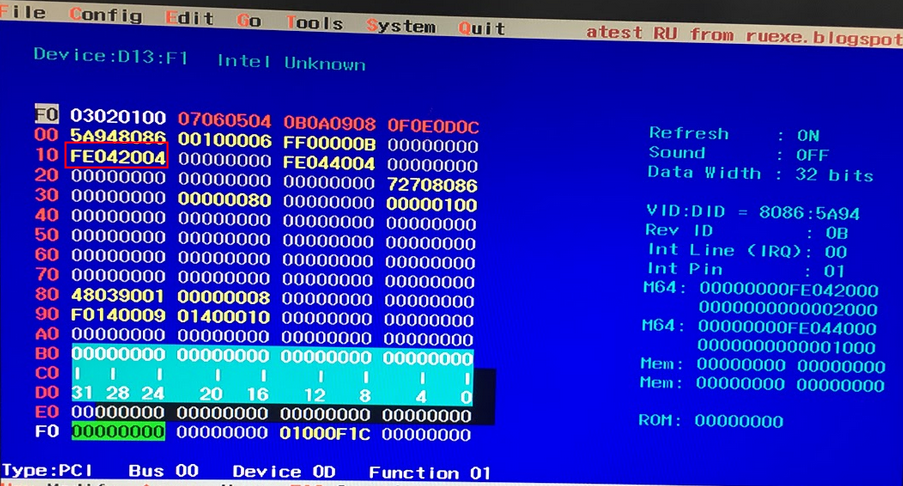 File Config Edit Go Tools System Quit atest RU from ruexe.blogspot
Device:D13:F1 Intel Unknown
F0 03020100 07060504 0B0A0908 0F0E0D0C
00 5A948086 00100006 FF00000B 00000000
10 FE042004 00000000 FE044004 00000000
20 00000000 00000000 00000000 72708086
30 00000000 00000080 00000000 00000100
40 00000000 00000000 00000000 00000000
50 00000000 00000000 00000000 00000000
60 00000000 00000000 00000000 00000000
70 00000000 00000000 00000000 00000000
80 48039001 00000008 00000000 00000000
90 F0140009 01400010 00000000 00000000
A0 00000000 00000000 00000000 00000000
B0 00000000 00000000 00000000 00000000
C0
D0 31 28 24 20 16 12 8 4 0
E0 00000000 00000000 00000000 00000000
F0 00000000 00000000 01000F1C 00000000
Refresh : ON
Sound : OFF
Data Width : 32 bits
VID:DID = 8086:5A94
Rev ID : 0B
Int Line (IRQ): 00
Int Pin : 01
M64: 00000000FE042000
0000000000002000
M64: 00000000FE044000
0000000000001000
Mem: 00000000 00000000
Mem: 00000000 00000000
ROM: 00000000
Type:PCI Bus 00 Device 0D Function 01